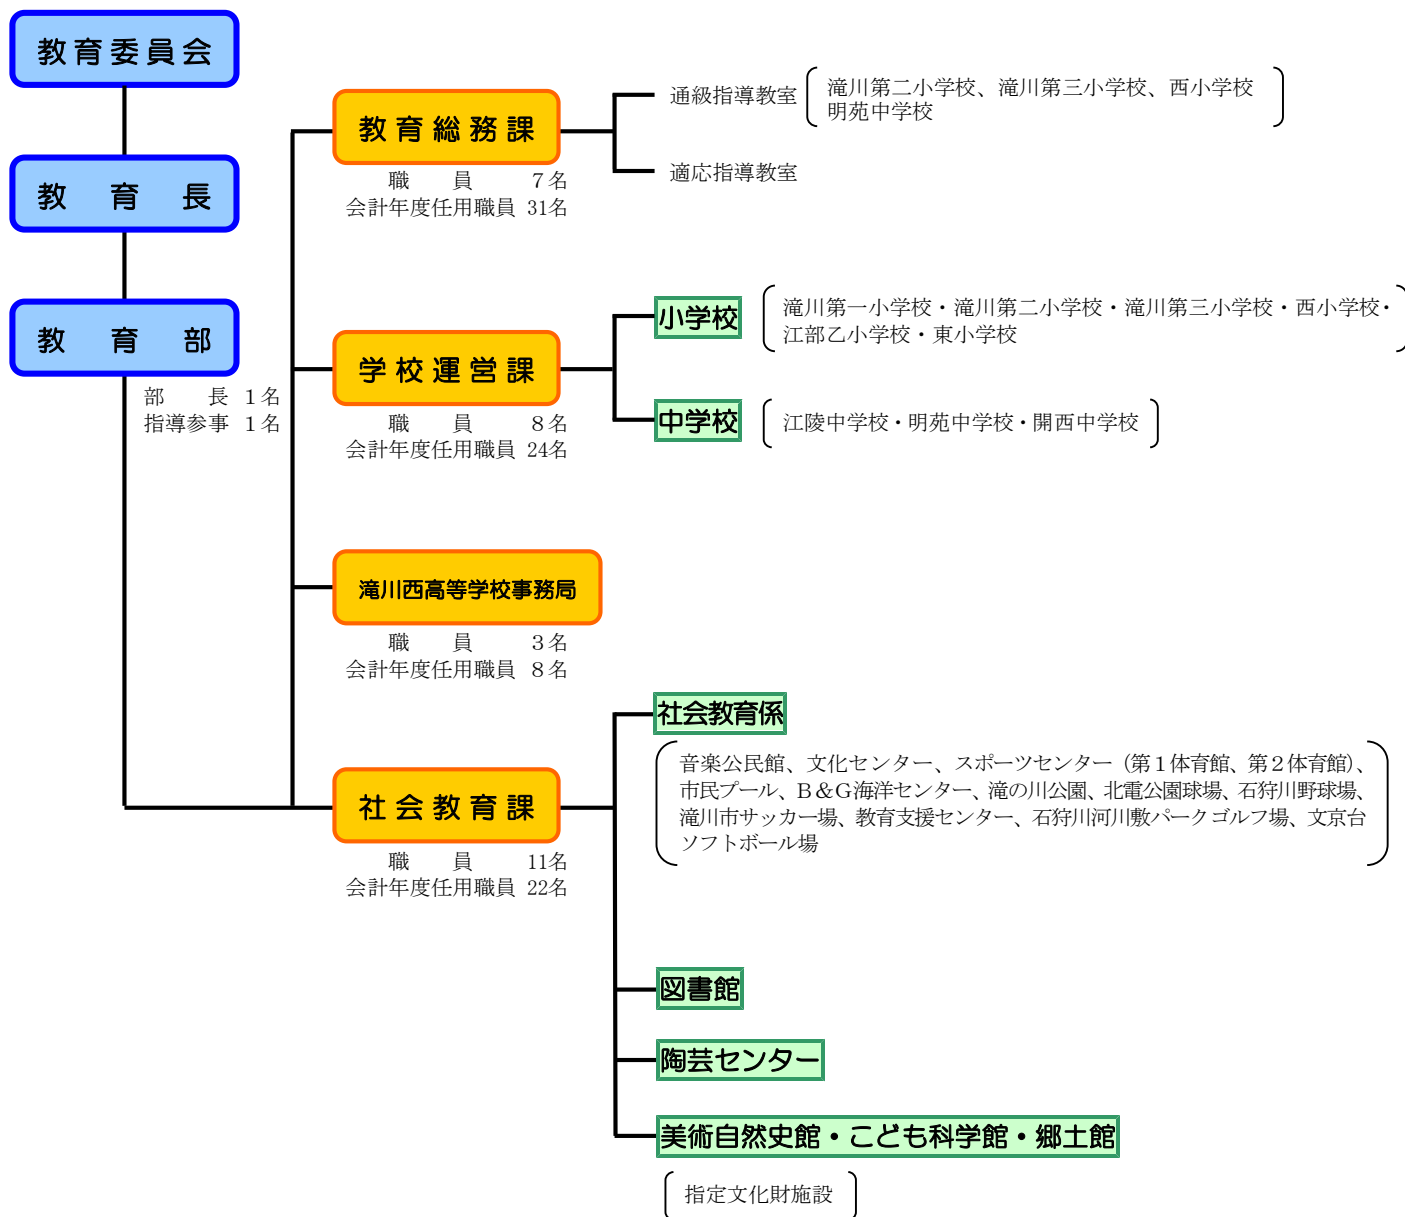 教育委員会
教　育　長
教　育　部
部　　長 １名
指導参事 １名
教育総務課
職　　員　　７名
会計年度任用職員 31名
通級指導教室
滝川第二小学校、滝川第三小学校、西小学校
明苑中学校
適応指導教室
学校運営課
職　　員　　８名
会計年度任用職員 24名
小学校
滝川第一小学校・滝川第二小学校・滝川第三小学校・西小学校・
江部乙小学校・東小学校
中学校
江陵中学校・明苑中学校・開西中学校
滝川西高等学校事務局
職　　員　　３名
会計年度任用職員 ８名
社会教育課
職　　員　　11名
会計年度任用職員 22名
社会教育係
音楽公民館、文化センター、スポーツセンター（第１体育館、第２体育館）、
市民プール、Ｂ＆Ｇ海洋センター、滝の川公園、北電公園球場、石狩川野球場、
滝川市サッカー場、教育支援センター、石狩川河川敷パークゴルフ場、文京台
ソフトボール場
図書館
陶芸センター
美術自然史館・こども科学館・郷土館
指定文化財施設